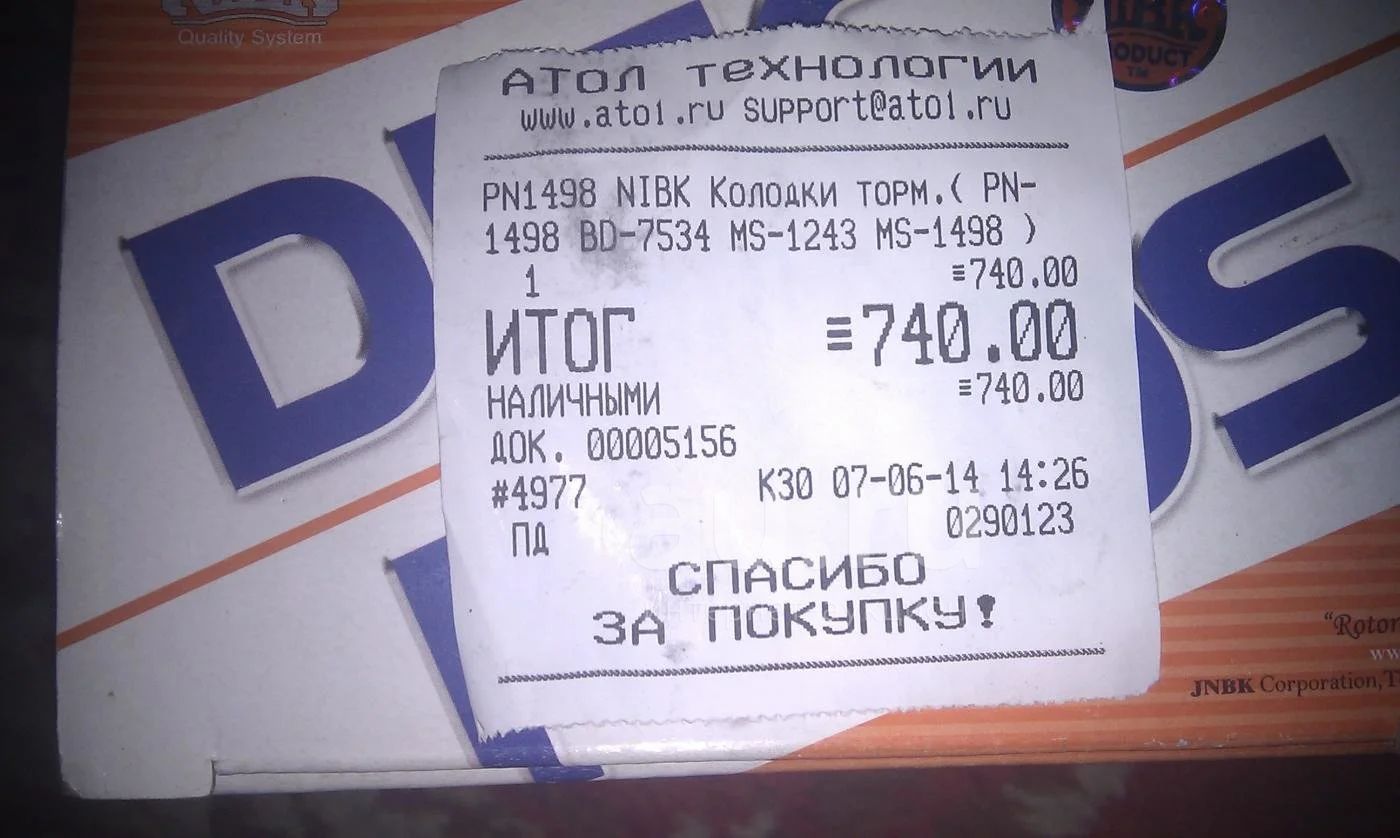 Quality System
PRODUCT
TM
АТОЛ технологии
www.atol.ru support@atol.ru
PN1498 NIBK Колодки торм.( PN-
1498 BD-7534 MS-1243 MS-1498 )
1 ≡740.00
ИТОГ ≡740.00
НАЛИЧНЫМИ ≡740.00
ДОК. 00005156
#4977 К30 07-06-14 14:26
ПД 0290123
СПАСИБО
ЗА ПОКУПКУ!
"Rotor
JNBK Corporation,